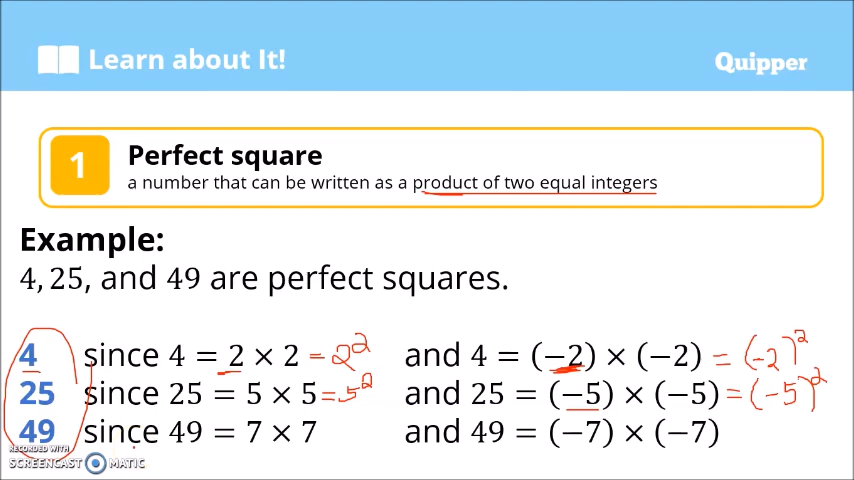 Learn about It!
Quipper
1
Perfect square
a number that can be written as a product of two equal integers
Example:
4, 25, and 49 are perfect squares.
4 since 4 = 2 × 2 = 2² and 4 = (−2) × (−2) = (-2)²
25 since 25 = 5 × 5 = 5² and 25 = (−5) × (−5) = (-5)²
49 since 49 = 7 × 7 and 49 = (−7) × (−7)
RECORDED WITH
SCREENCAST MATIC